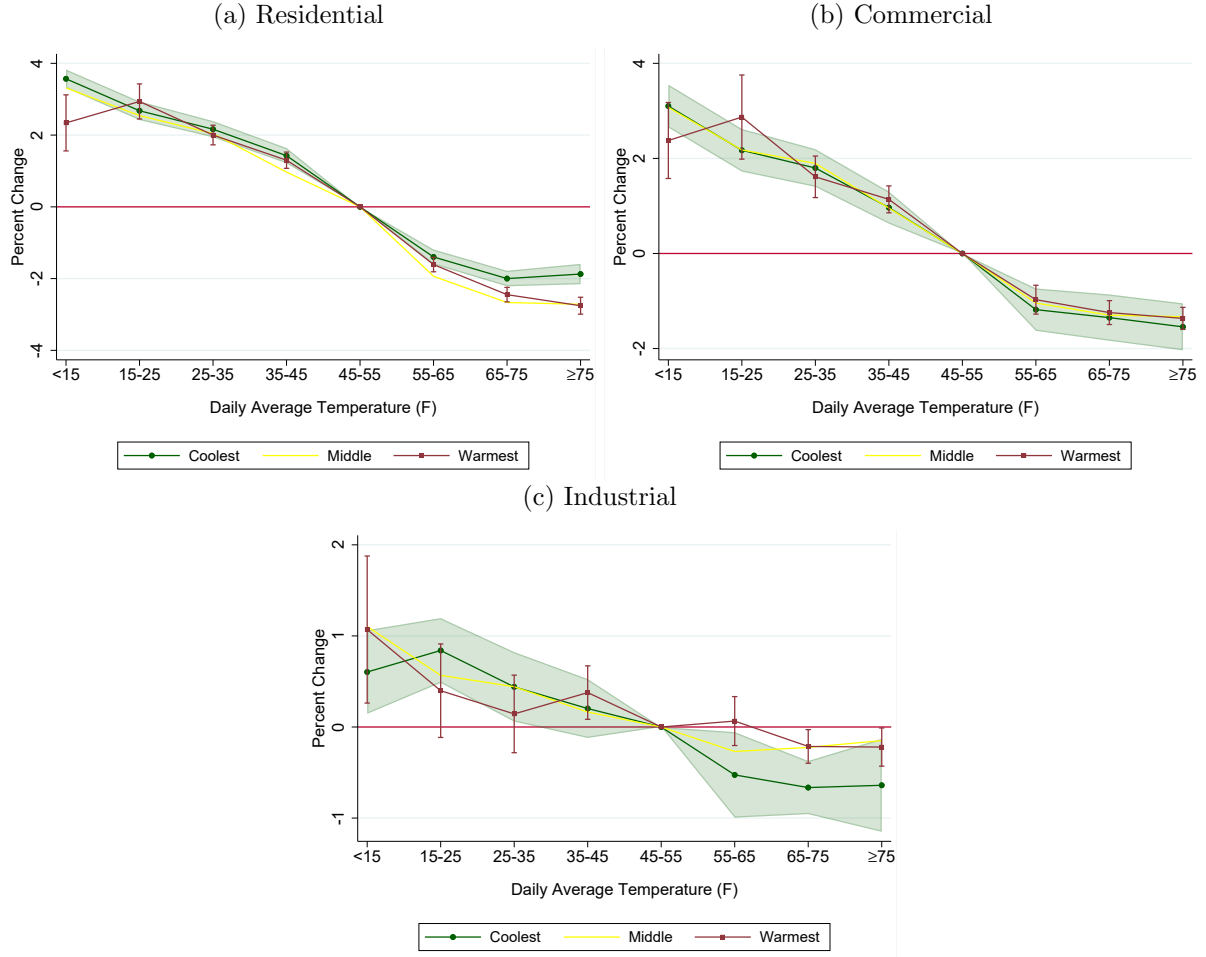 (a) Residential
4
2
0
-2
-4
Percent Change
<15 15-25 25-35 35-45 45-55 55-65 65-75 ≥75
Daily Average Temperature (F)
Coolest Middle Warmest
(b) Commercial
4
2
0
-2
Percent Change
<15 15-25 25-35 35-45 45-55 55-65 65-75 ≥75
Daily Average Temperature (F)
Coolest Middle Warmest
(c) Industrial
2
1
0
-1
Percent Change
<15 15-25 25-35 35-45 45-55 55-65 65-75 ≥75
Daily Average Temperature (F)
Coolest Middle Warmest